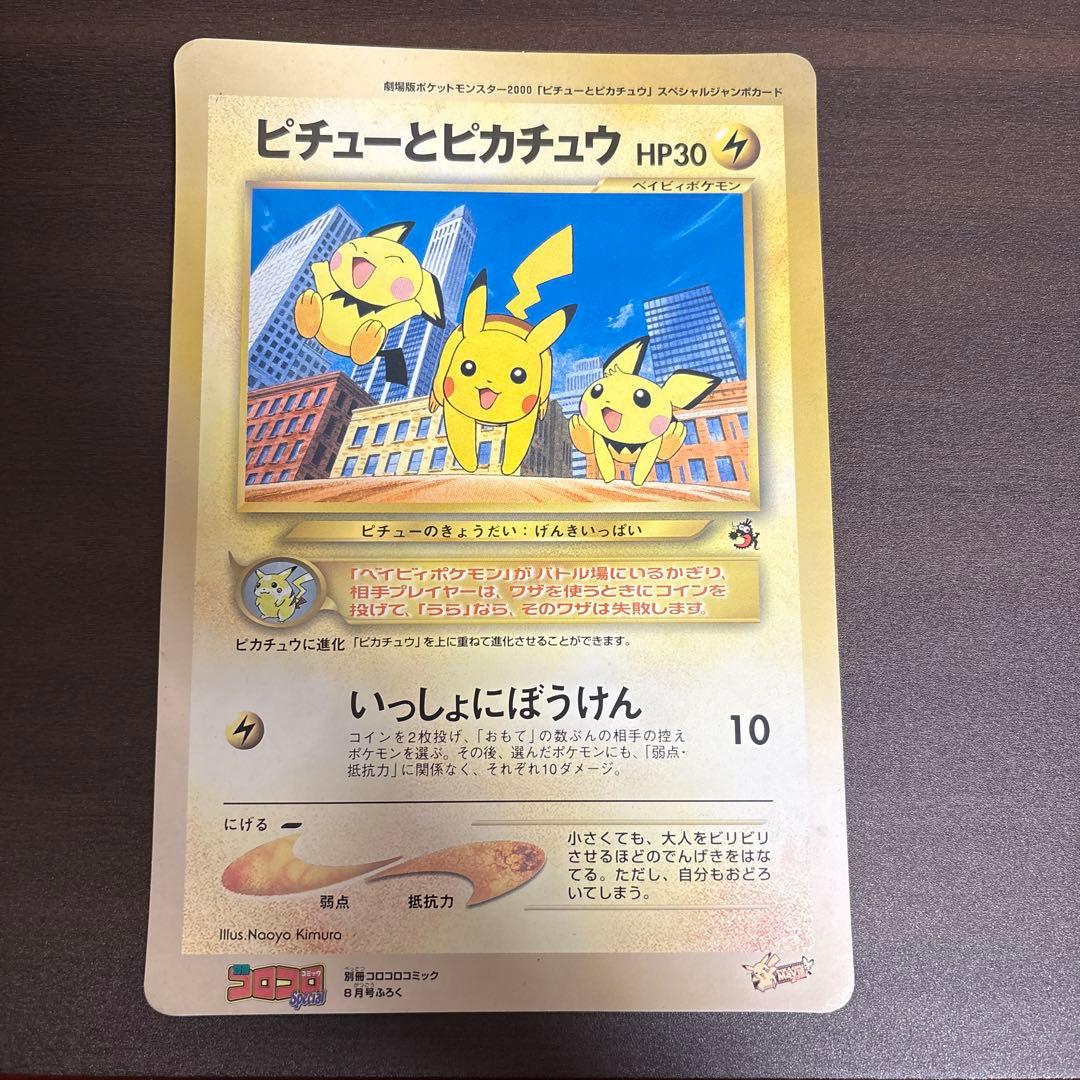 劇場版ポケットモンスター2000「ピチューとピカチュウ」スペシャルジャンボカード
ピチューとピカチュウ HP30
ベイビィポケモン
ピチューのきょうだい：げんきいっぱい
「ベイビィポケモン」がバトル場にいるかぎり、
相手プレイヤーは、ワザを使うときにコインを
投げて、「うら」なら、そのワザは失敗します。
ピカチュウに進化 「ピカチュウ」を上に重ねて進化させることができます。
いっしょにぼうけん 10
コインを2枚投げ、「おもて」の数ぶんの相手の控え
ポケモンを選ぶ。その後、選んだポケモンにも、「弱点・
抵抗力」に関係なく、それぞれ10ダメージ。
にげる
弱点 抵抗力
小さくても、大人をビリビリ
させるほどのでんげきをはな
てる。ただし、自分もおどろ
いてしまう。
Illus.Naoyo Kimura
別冊 コロコロ コミック Special
別冊コロコロコミック
8月号ふろく